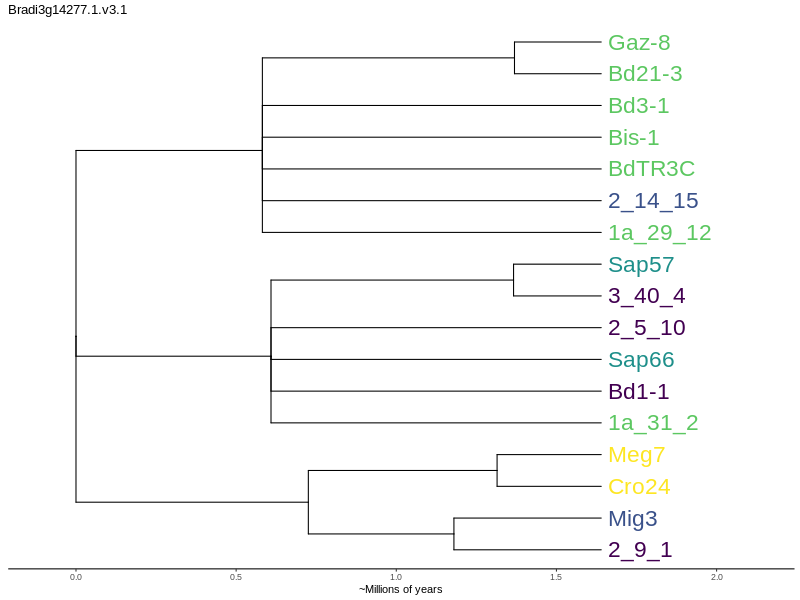 Bradi3g14277.1.v3.1
Gaz-8
Bd21-3
Bd3-1
Bis-1
BdTR3C
2_14_15
1a_29_12
Sap57
3_40_4
2_5_10
Sap66
Bd1-1
1a_31_2
Meg7
Cro24
Mig3
2_9_1
0.0 0.5 1.0 1.5 2.0
~Millions of years